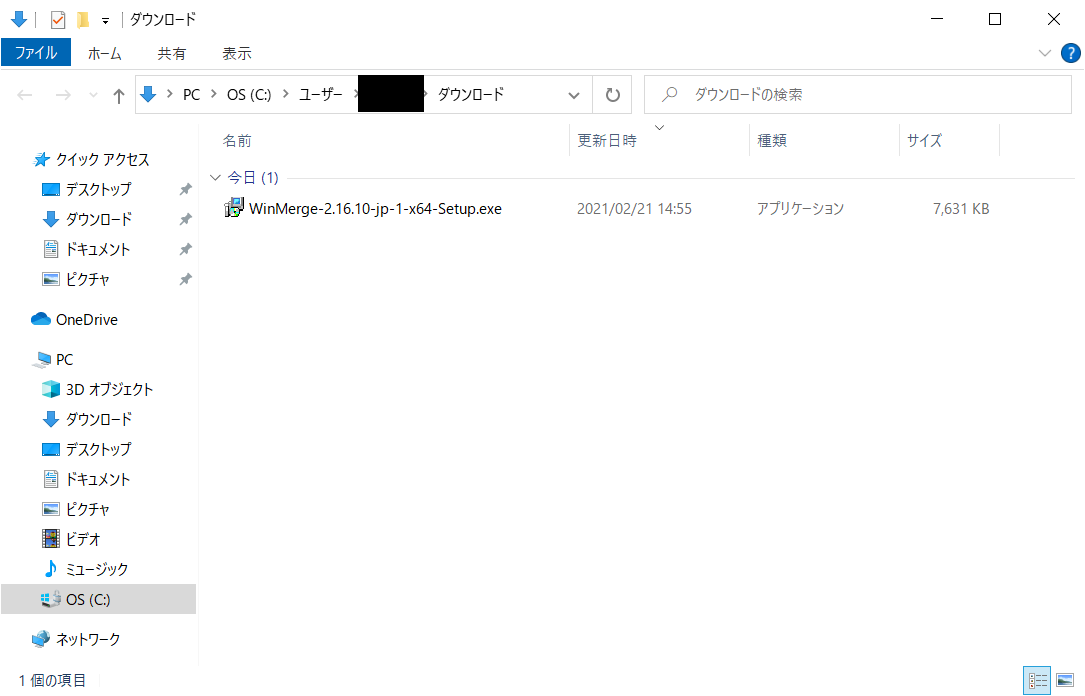 ダウンロード
ファイル ホーム 共有 表示 ?
PC OS (C:) ユーザー ダウンロード ダウンロードの検索
名前 更新日時 種類 サイズ
クイック アクセス
デスクトップ
ダウンロード
ドキュメント
ピクチャ
OneDrive
PC
3D オブジェクト
ダウンロード
デスクトップ
ドキュメント
ピクチャ
ビデオ
ミュージック
OS (C:)
ネットワーク
今日 (1)
WinMerge-2.16.10-jp-1-x64-Setup.exe 2021/02/21 14:55 アプリケーション 7,631 KB
1 個の項目